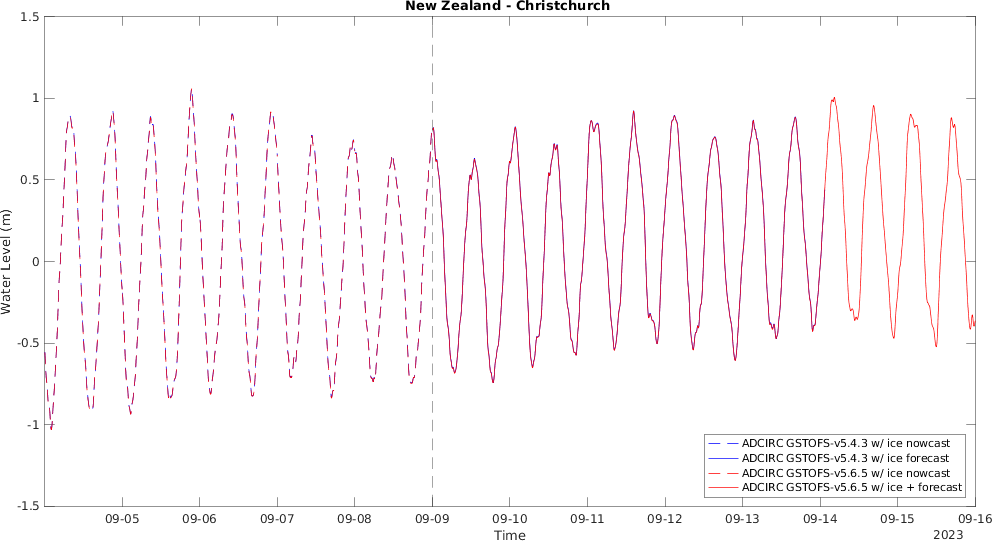 New Zealand - Christchurch
1.5
1
0.5
0
-0.5
-1
-1.5
Water Level (m)
09-05 09-06 09-07 09-08 09-09 09-10 09-11 09-12 09-13 09-14 09-15 09-16
Time
2023
ADCIRC GSTOFS-v5.4.3 w/ ice nowcast
ADCIRC GSTOFS-v5.4.3 w/ ice forecast
ADCIRC GSTOFS-v5.6.5 w/ ice nowcast
ADCIRC GSTOFS-v5.6.5 w/ ice + forecast